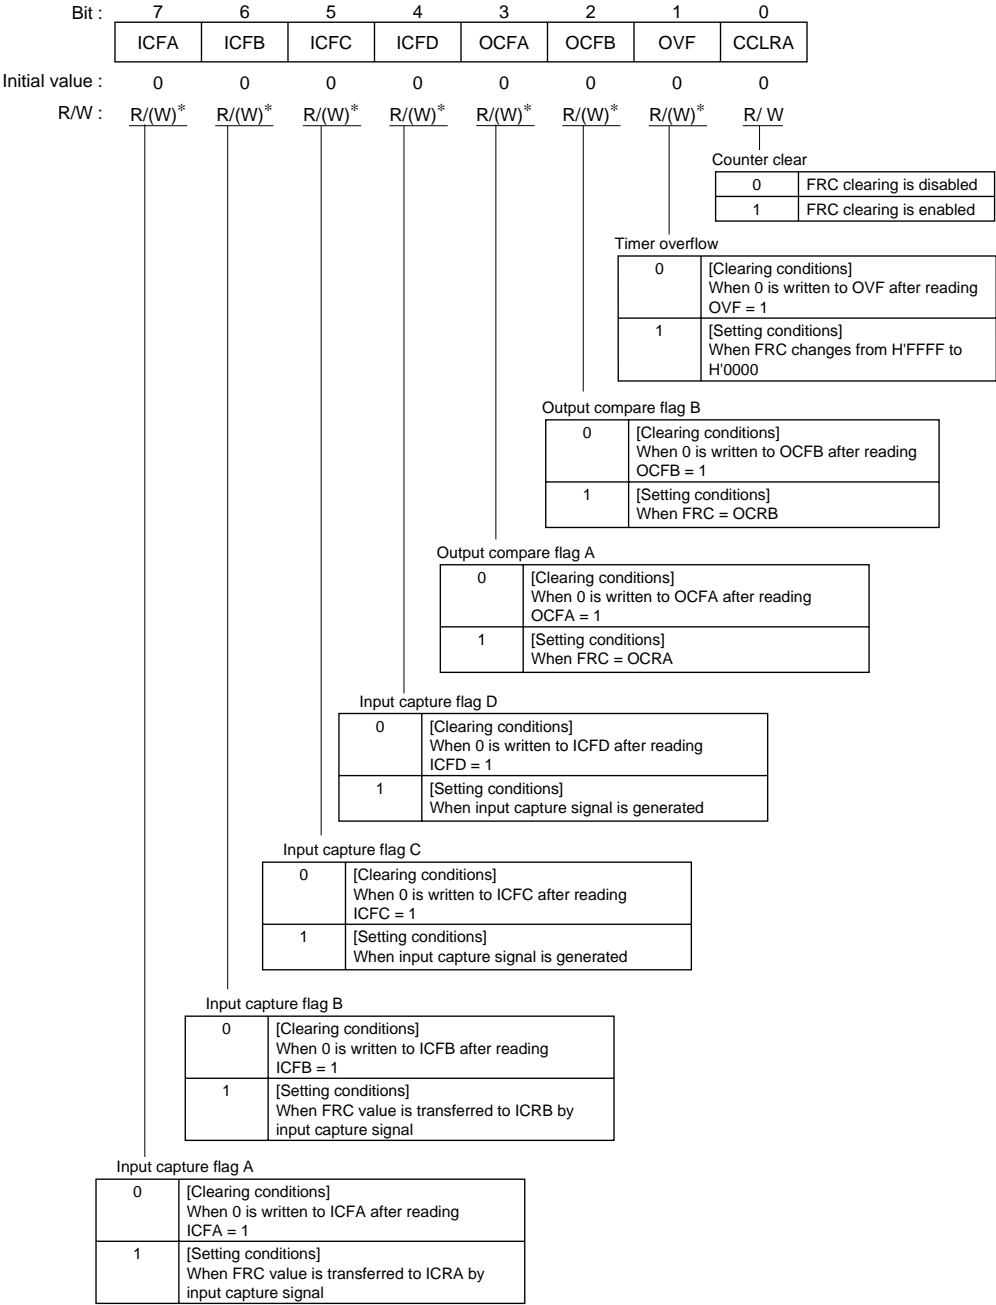 Bit : 7 6 5 4 3 2 1 0
ICFA ICFB ICFC ICFD OCFA OCFB OVF CCLRA
Initial value : 0 0 0 0 0 0 0 0
R/W : R/(W)* R/(W)* R/(W)* R/(W)* R/(W)* R/(W)* R/(W)* R/ W
Counter clear
0 FRC clearing is disabled
1 FRC clearing is enabled
Timer overflow
0 [Clearing conditions]
When 0 is written to OVF after reading
OVF = 1
1 [Setting conditions]
When FRC changes from H'FFFF to
H'0000
Output compare flag B
0 [Clearing conditions]
When 0 is written to OCFB after reading
OCFB = 1
1 [Setting conditions]
When FRC = OCRB
Output compare flag A
0 [Clearing conditions]
When 0 is written to OCFA after reading
OCFA = 1
1 [Setting conditions]
When FRC = OCRA
Input capture flag D
0 [Clearing conditions]
When 0 is written to ICFD after reading
ICFD = 1
1 [Setting conditions]
When input capture signal is generated
Input capture flag C
0 [Clearing conditions]
When 0 is written to ICFC after reading
ICFC = 1
1 [Setting conditions]
When input capture signal is generated
Input capture flag B
0 [Clearing conditions]
When 0 is written to ICFB after reading
ICFB = 1
1 [Setting conditions]
When FRC value is transferred to ICRB by
input capture signal
Input capture flag A
0 [Clearing conditions]
When 0 is written to ICFA after reading
ICFA = 1
1 [Setting conditions]
When FRC value is transferred to ICRA by
input capture signal